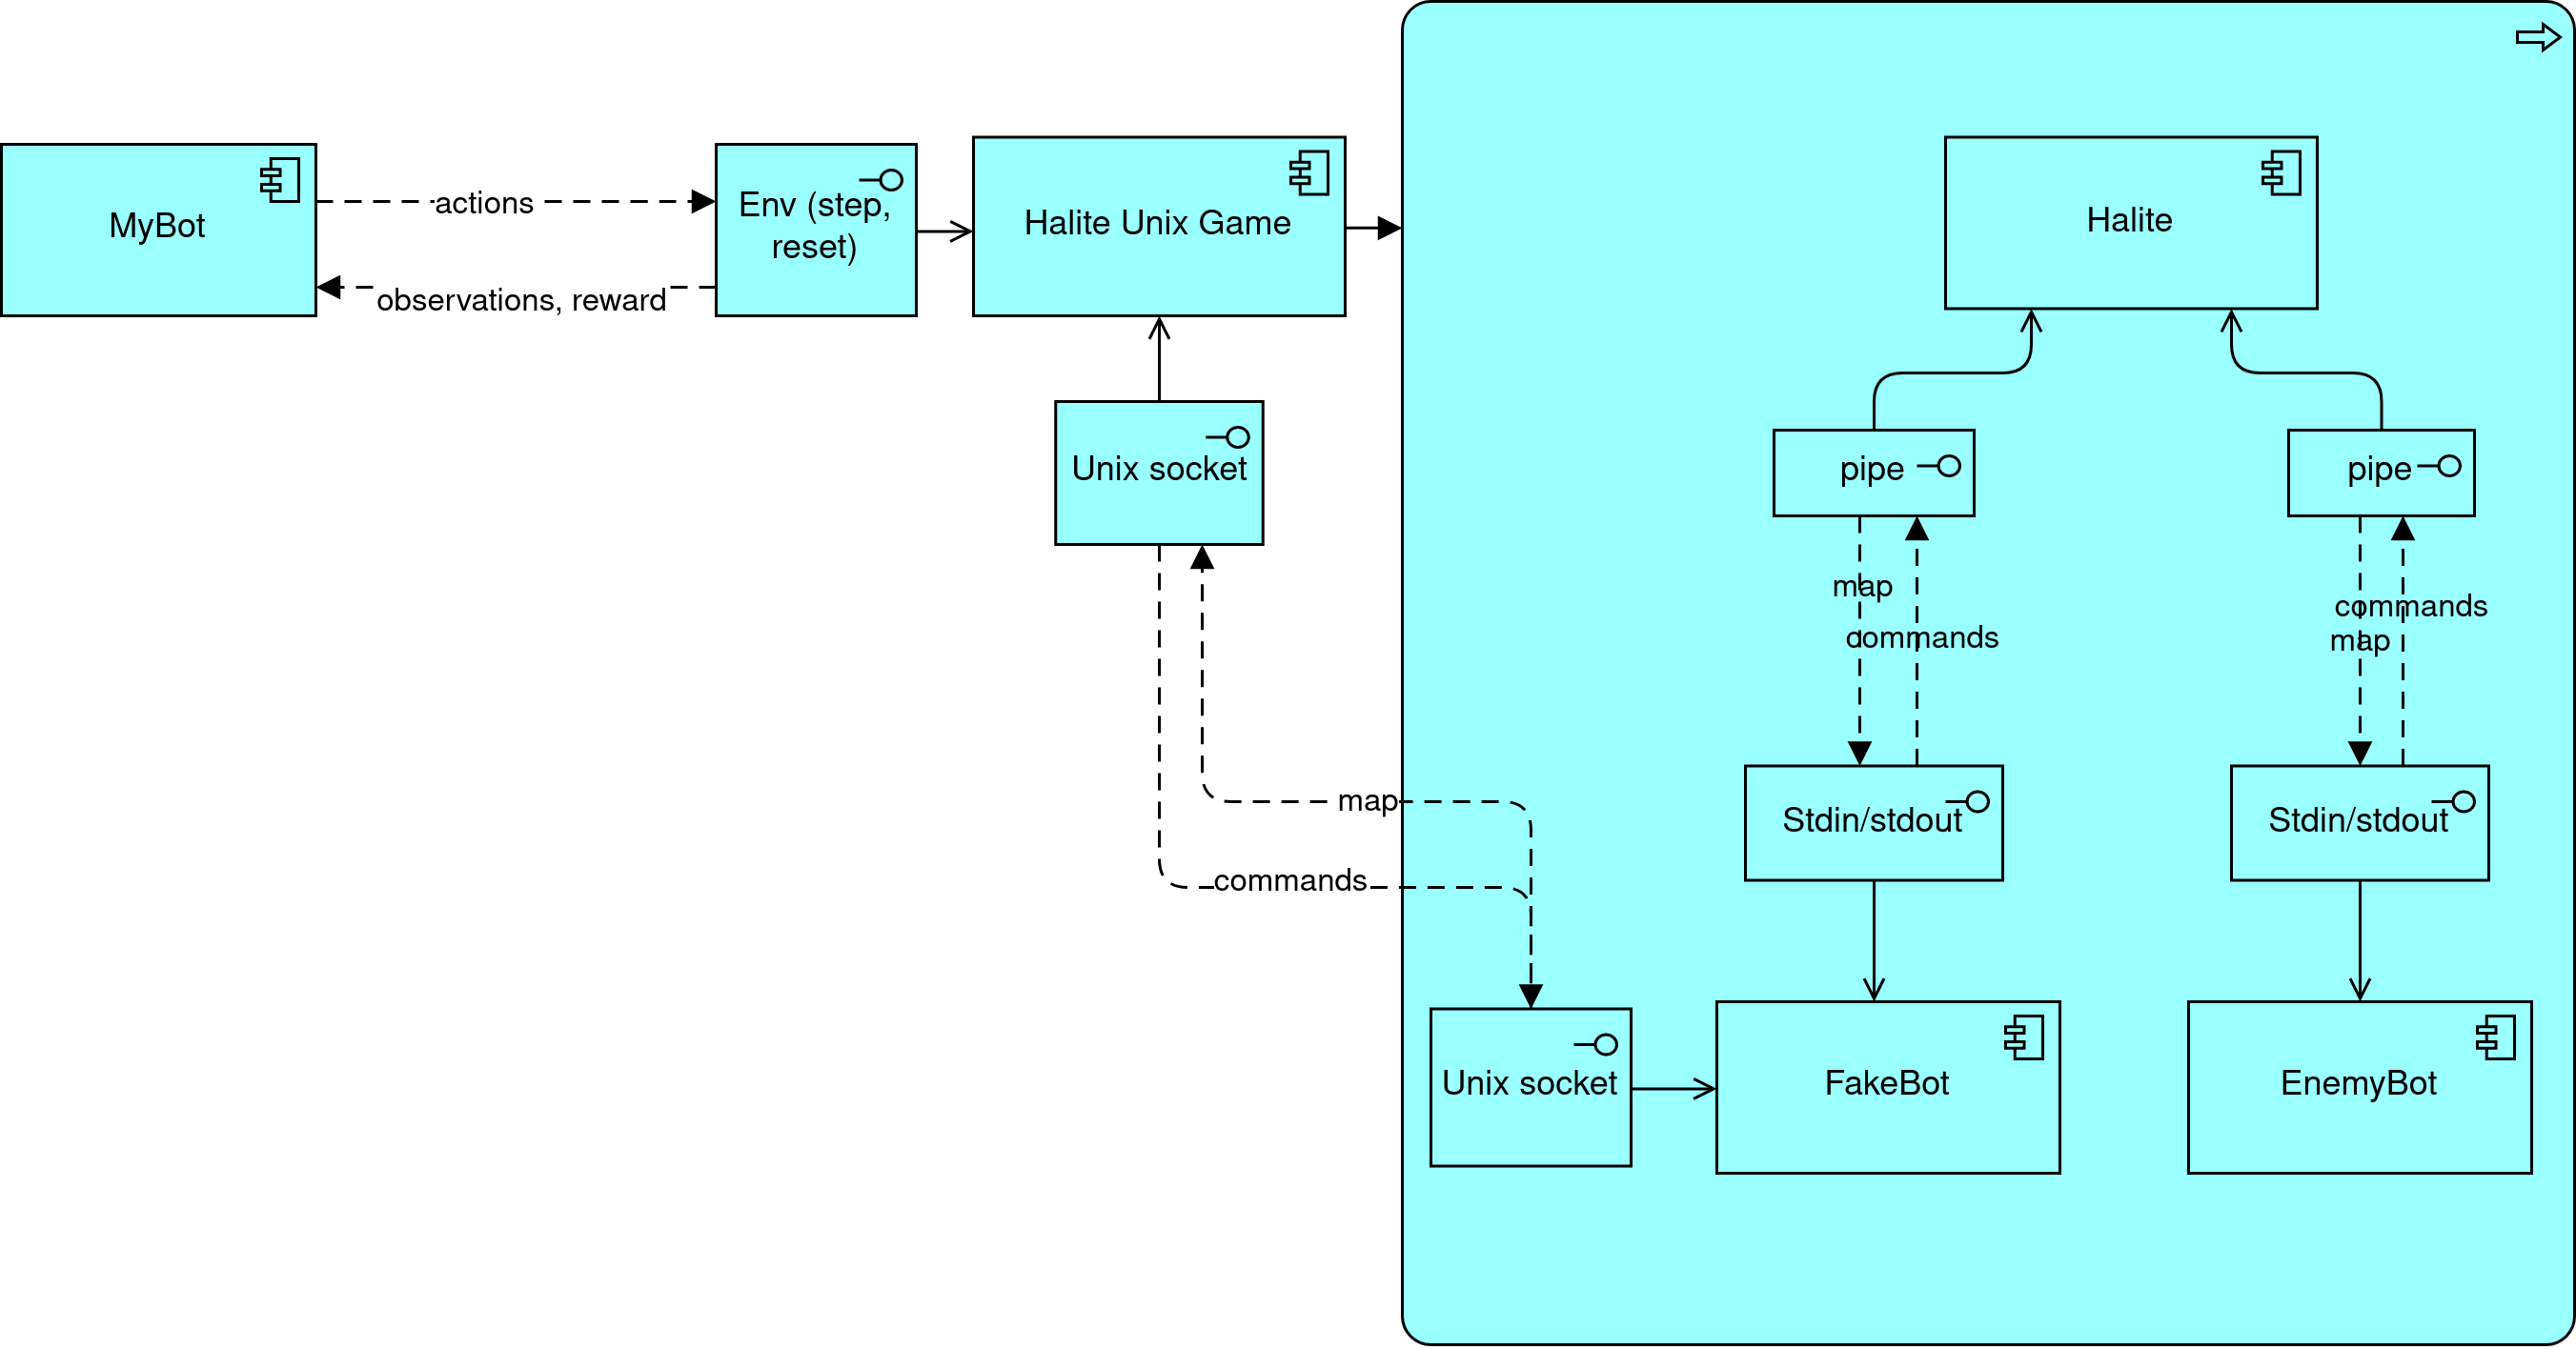 MyBot
actions
observations, reward
Env (step,
reset)
Halite Unix Game
Halite
Unix socket
pipe
pipe
map
commands
commands
map
map
commands
Stdin/stdout
Stdin/stdout
Unix socket
FakeBot
EnemyBot